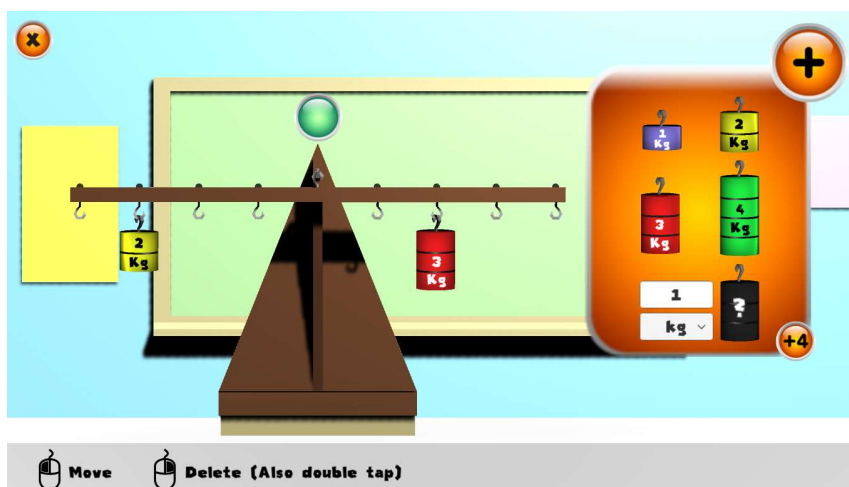 x
+
1
Kg
2
Kg
3
Kg
4
Kg
2
Kg
3
Kg
1
?
kg
+4
Move
Delete (Also double tap)